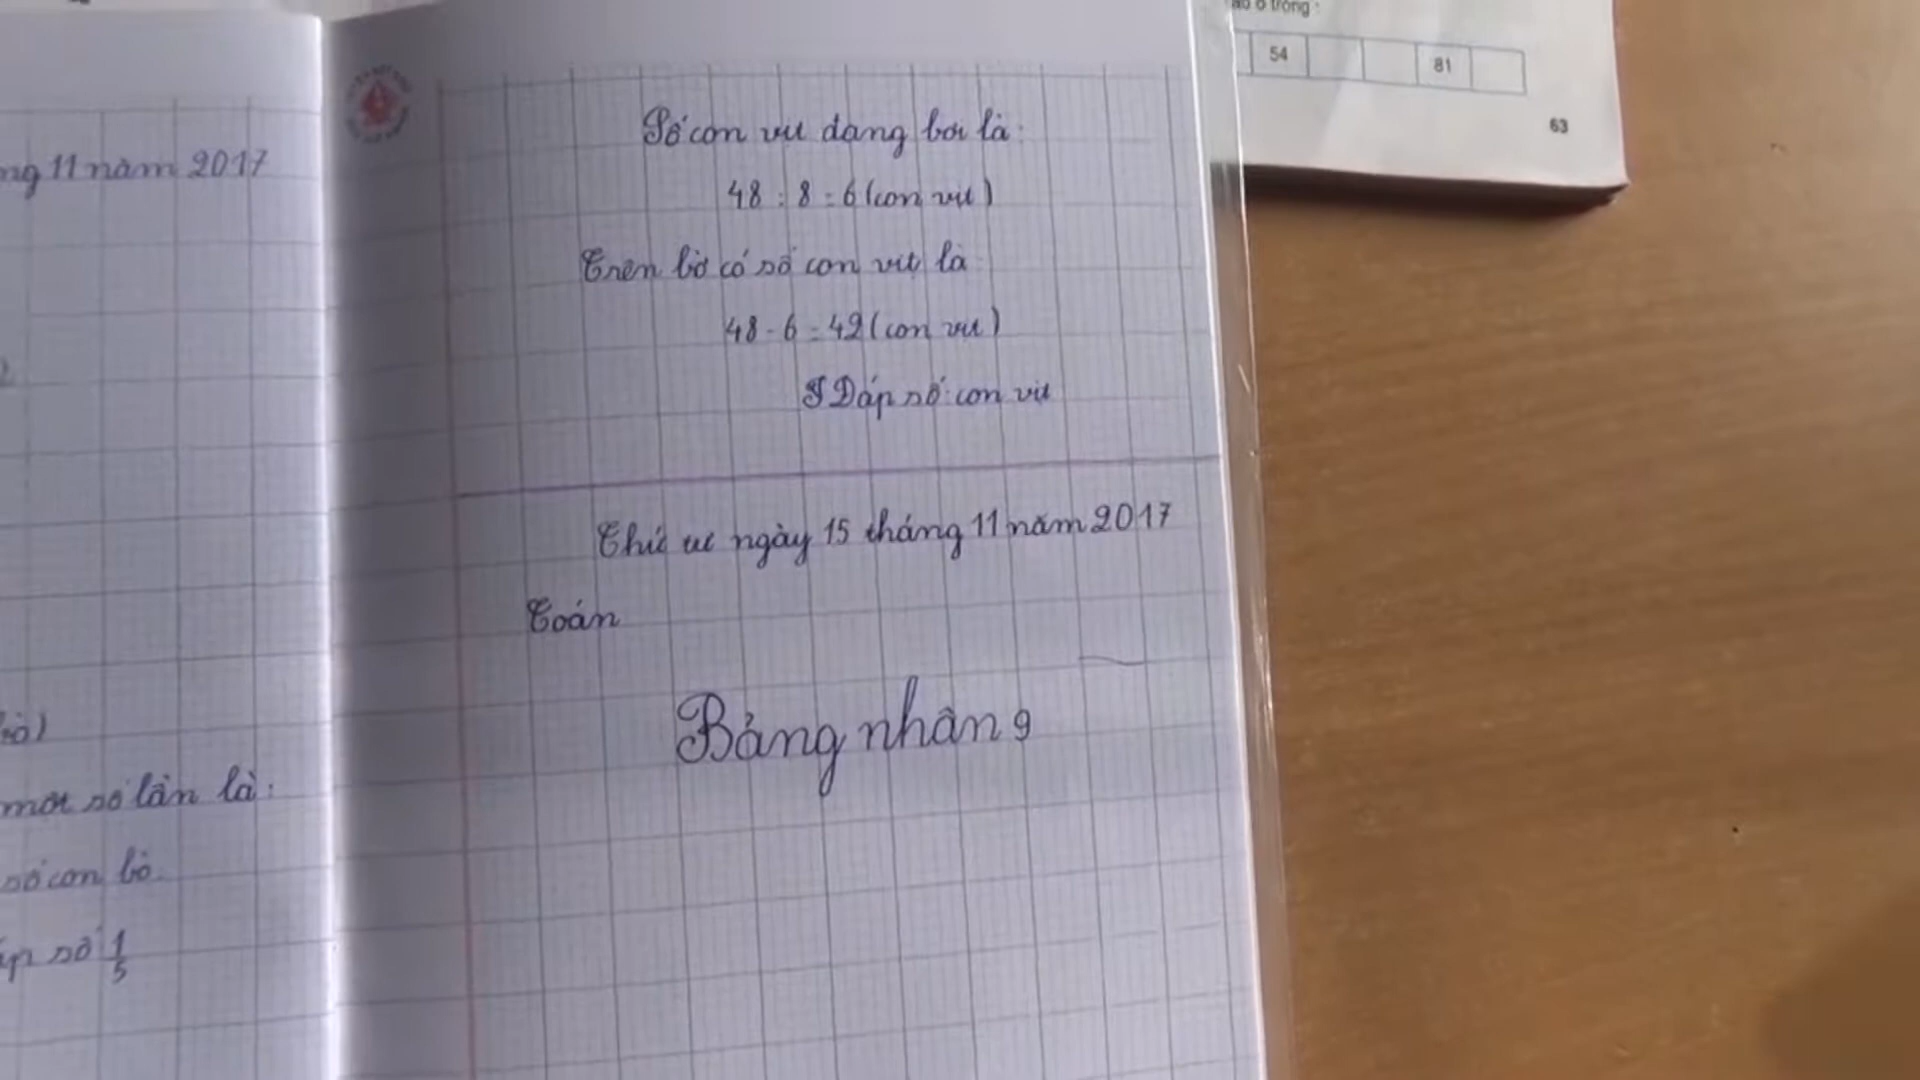 ng 11 năm 2017
bò)
một số lần là:
số con bò.
áp số 1/5
Số con vịt đang bơi là:
48 : 8 = 6 (con vịt)
Trên bờ có số con vịt là
48 - 6 = 42 (con vịt)
Đáp số: con vịt
Thứ tư ngày 15 tháng 11 năm 2017
Toán
Bảng nhân 9
ô trống :
54 81
63